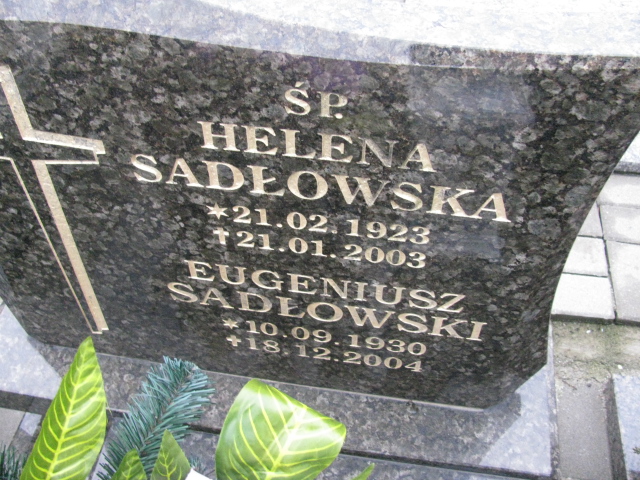 ŚP.
HELENA
SADŁOWSKA
*21.02.1923
†21.01.2003
EUGENIUSZ
SADŁOWSKI
*10.09.1930
†18.12.2004